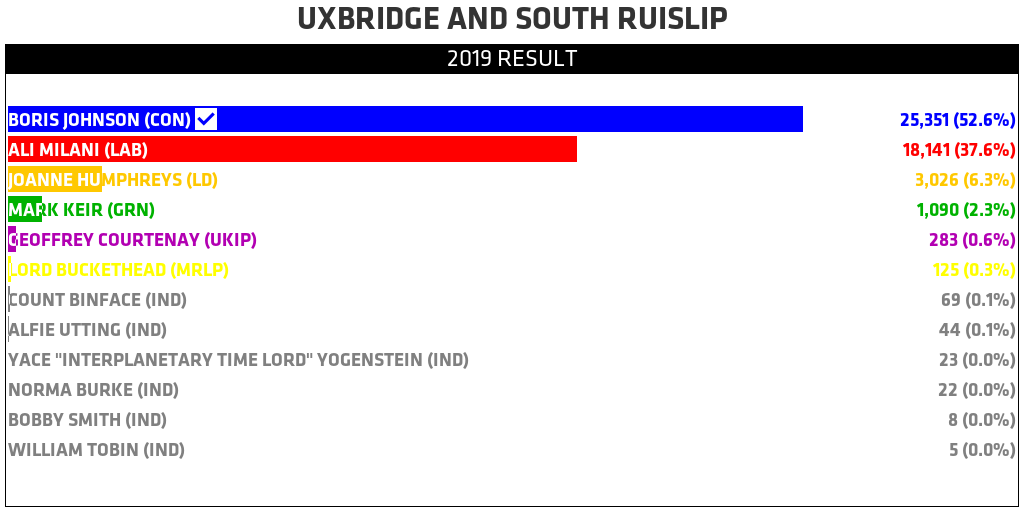 UXBRIDGE AND SOUTH RUISLIP
2019 RESULT
BORIS JOHNSON (CON) 25,351 (52.6%)
ALI MILANI (LAB) 18,141 (37.6%)
JOANNE HUMPHREYS (LD) 3,026 (6.3%)
MARK KEIR (GRN) 1,090 (2.3%)
GEOFFREY COURTENAY (UKIP) 283 (0.6%)
LORD BUCKETHEAD (MRLP) 125 (0.3%)
COUNT BINFACE (IND) 69 (0.1%)
ALFIE UTTING (IND) 44 (0.1%)
YACE "INTERPLANETARY TIME LORD" YOGENSTEIN (IND) 23 (0.0%)
NORMA BURKE (IND) 22 (0.0%)
BOBBY SMITH (IND) 8 (0.0%)
WILLIAM TOBIN (IND) 5 (0.0%)